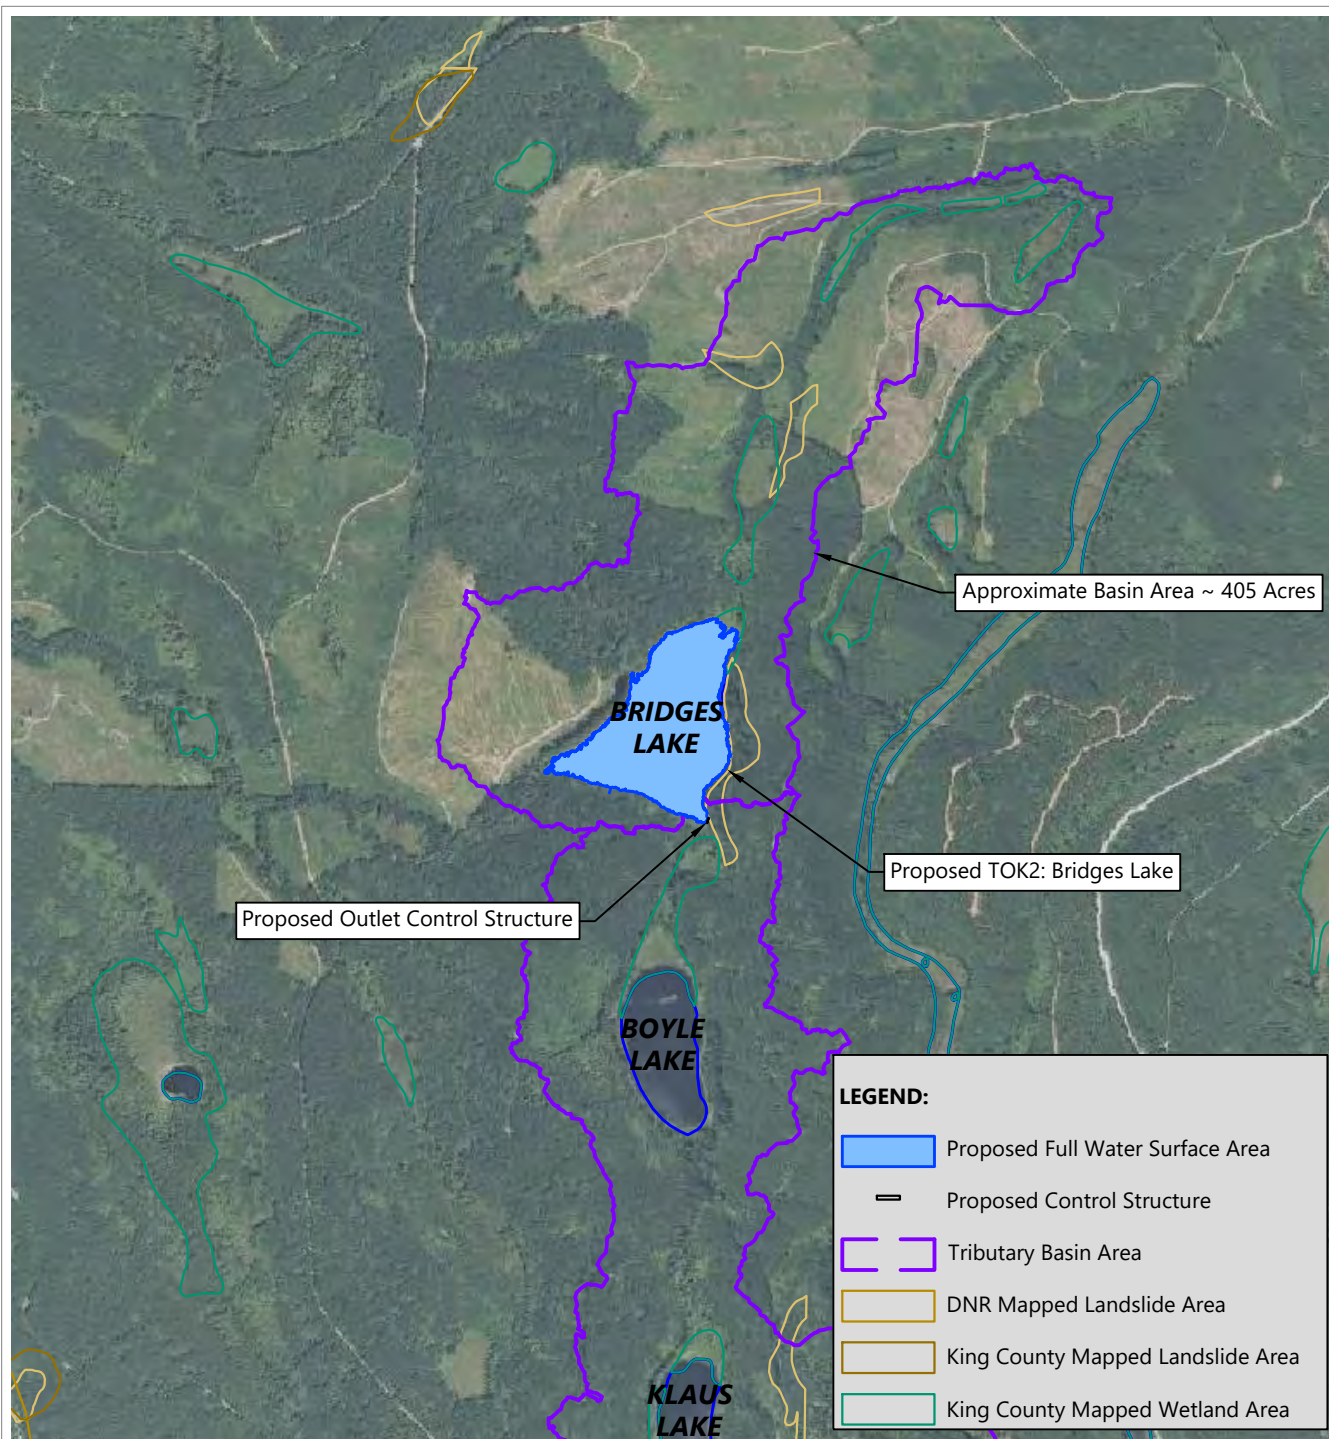 Approximate Basin Area ~ 405 Acres
BRIDGES
LAKE
Proposed TOK2: Bridges Lake
Proposed Outlet Control Structure
BOYLE
LAKE
KLAUS
LAKE
LEGEND:
Proposed Full Water Surface Area
Proposed Control Structure
Tributary Basin Area
DNR Mapped Landslide Area
King County Mapped Landslide Area
King County Mapped Wetland Area